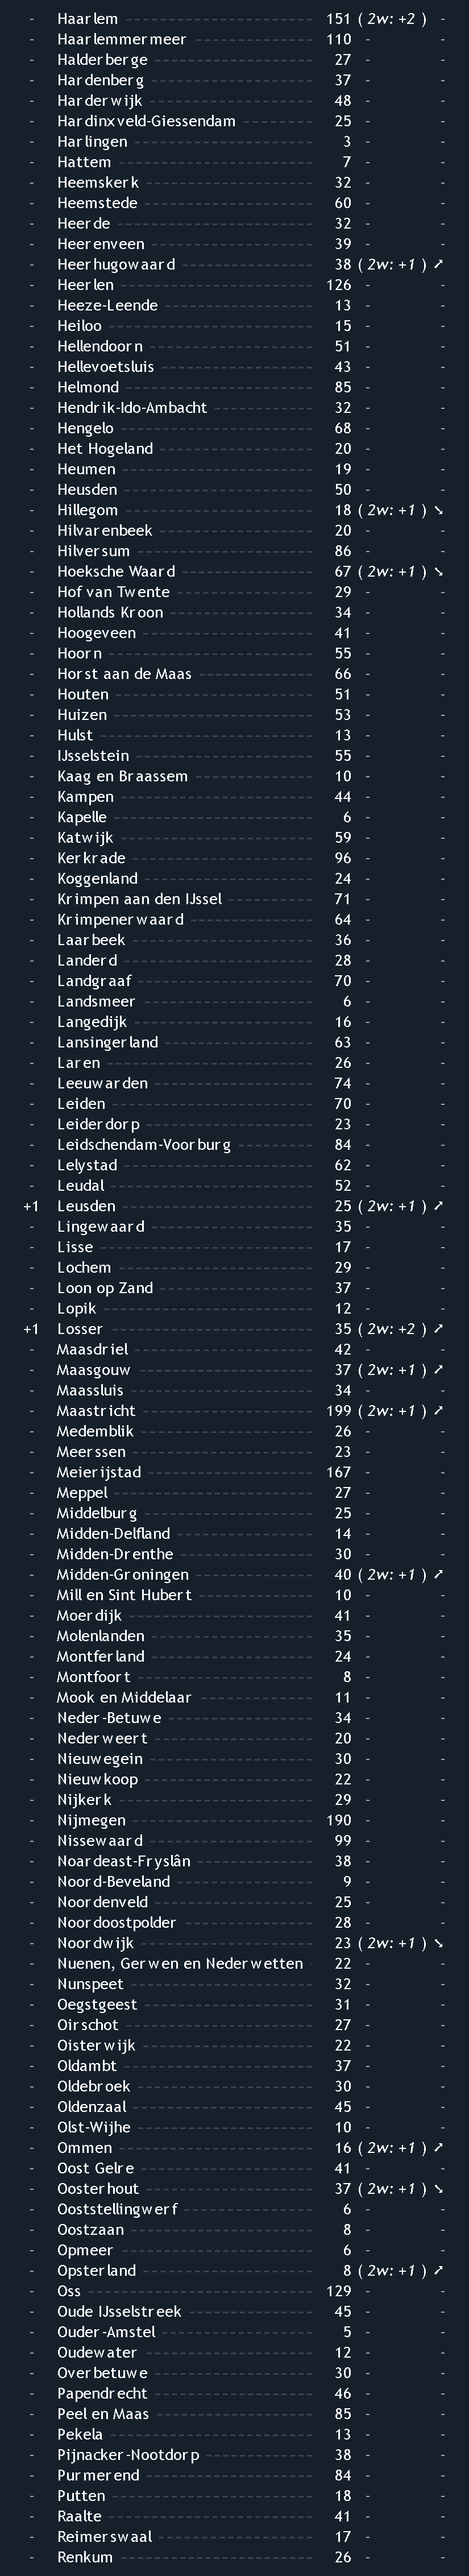 - Haarlem 151 ( 2w: +2 ) -
- Haarlemmermeer 110 - -
- Halderberge 27 - -
- Hardenberg 37 - -
- Harderwijk 48 - -
- Hardinxveld-Giessendam 25 - -
- Harlingen 3 - -
- Hattem 7 - -
- Heemskerk 32 - -
- Heemstede 60 - -
- Heerde 32 - -
- Heerenveen 39 - -
- Heerhugowaard 38 ( 2w: +1 ) ➚
- Heerlen 126 - -
- Heeze-Leende 13 - -
- Heiloo 15 - -
- Hellendoorn 51 - -
- Hellevoetsluis 43 - -
- Helmond 85 - -
- Hendrik-Ido-Ambacht 32 - -
- Hengelo 68 - -
- Het Hogeland 20 - -
- Heumen 19 - -
- Heusden 50 - -
- Hillegom 18 ( 2w: +1 ) ➘
- Hilvarenbeek 20 - -
- Hilversum 86 - -
- Hoeksche Waard 67 ( 2w: +1 ) ➘
- Hof van Twente 29 - -
- Hollands Kroon 34 - -
- Hoogeveen 41 - -
- Hoorn 55 - -
- Horst aan de Maas 66 - -
- Houten 51 - -
- Huizen 53 - -
- Hulst 13 - -
- IJsselstein 55 - -
- Kaag en Braassem 10 - -
- Kampen 44 - -
- Kapelle 6 - -
- Katwijk 59 - -
- Kerkrade 96 - -
- Koggenland 24 - -
- Krimpen aan den IJssel 71 - -
- Krimpenerwaard 64 - -
- Laarbeek 36 - -
- Landerd 28 - -
- Landgraaf 70 - -
- Landsmeer 6 - -
- Langedijk 16 - -
- Lansingerland 63 - -
- Laren 26 - -
- Leeuwarden 74 - -
- Leiden 70 - -
- Leiderdorp 23 - -
- Leidschendam-Voorburg 84 - -
- Lelystad 62 - -
- Leudal 52 - -
+1 Leusden 25 ( 2w: +1 ) ➚
- Lingewaard 35 - -
- Lisse 17 - -
- Lochem 29 - -
- Loon op Zand 37 - -
- Lopik 12 - -
+1 Losser 35 ( 2w: +2 ) ➚
- Maasdriel 42 - -
- Maasgouw 37 ( 2w: +1 ) ➚
- Maassluis 34 - -
- Maastricht 199 ( 2w: +1 ) ➚
- Medemblik 26 - -
- Meerssen 23 - -
- Meierijstad 167 - -
- Meppel 27 - -
- Middelburg 25 - -
- Midden-Delfland 14 - -
- Midden-Drenthe 30 - -
- Midden-Groningen 40 ( 2w: +1 ) ➚
- Mill en Sint Hubert 10 - -
- Moerdijk 41 - -
- Molenlanden 35 - -
- Montferland 24 - -
- Montfoort 8 - -
- Mook en Middelaar 11 - -
- Neder-Betuwe 34 - -
- Nederweert 20 - -
- Nieuwegein 30 - -
- Nieuwkoop 22 - -
- Nijkerk 29 - -
- Nijmegen 190 - -
- Nissewaard 99 - -
- Noardeast-Fryslân 38 - -
- Noord-Beveland 9 - -
- Noordenveld 25 - -
- Noordoostpolder 28 - -
- Noordwijk 23 ( 2w: +1 ) ➘
- Nuenen, Gerwen en Nederwetten 22 - -
- Nunspeet 32 - -
- Oegstgeest 31 - -
- Oirschot 27 - -
- Oisterwijk 22 - -
- Oldambt 37 - -
- Oldebroek 30 - -
- Oldenzaal 45 - -
- Olst-Wijhe 10 - -
- Ommen 16 ( 2w: +1 ) ➚
- Oost Gelre 41 - -
- Oosterhout 37 ( 2w: +1 ) ➘
- Ooststellingwerf 6 - -
- Oostzaan 8 - -
- Opmeer 6 - -
- Opsterland 8 ( 2w: +1 ) ➚
- Oss 129 - -
- Oude IJsselstreek 45 - -
- Ouder-Amstel 5 - -
- Oudewater 12 - -
- Overbetuwe 30 - -
- Papendrecht 46 - -
- Peel en Maas 85 - -
- Pekela 13 - -
- Pijnacker-Nootdorp 38 - -
- Purmerend 84 - -
- Putten 18 - -
- Raalte 41 - -
- Reimerswaal 17 - -
- Renkum 26 - -